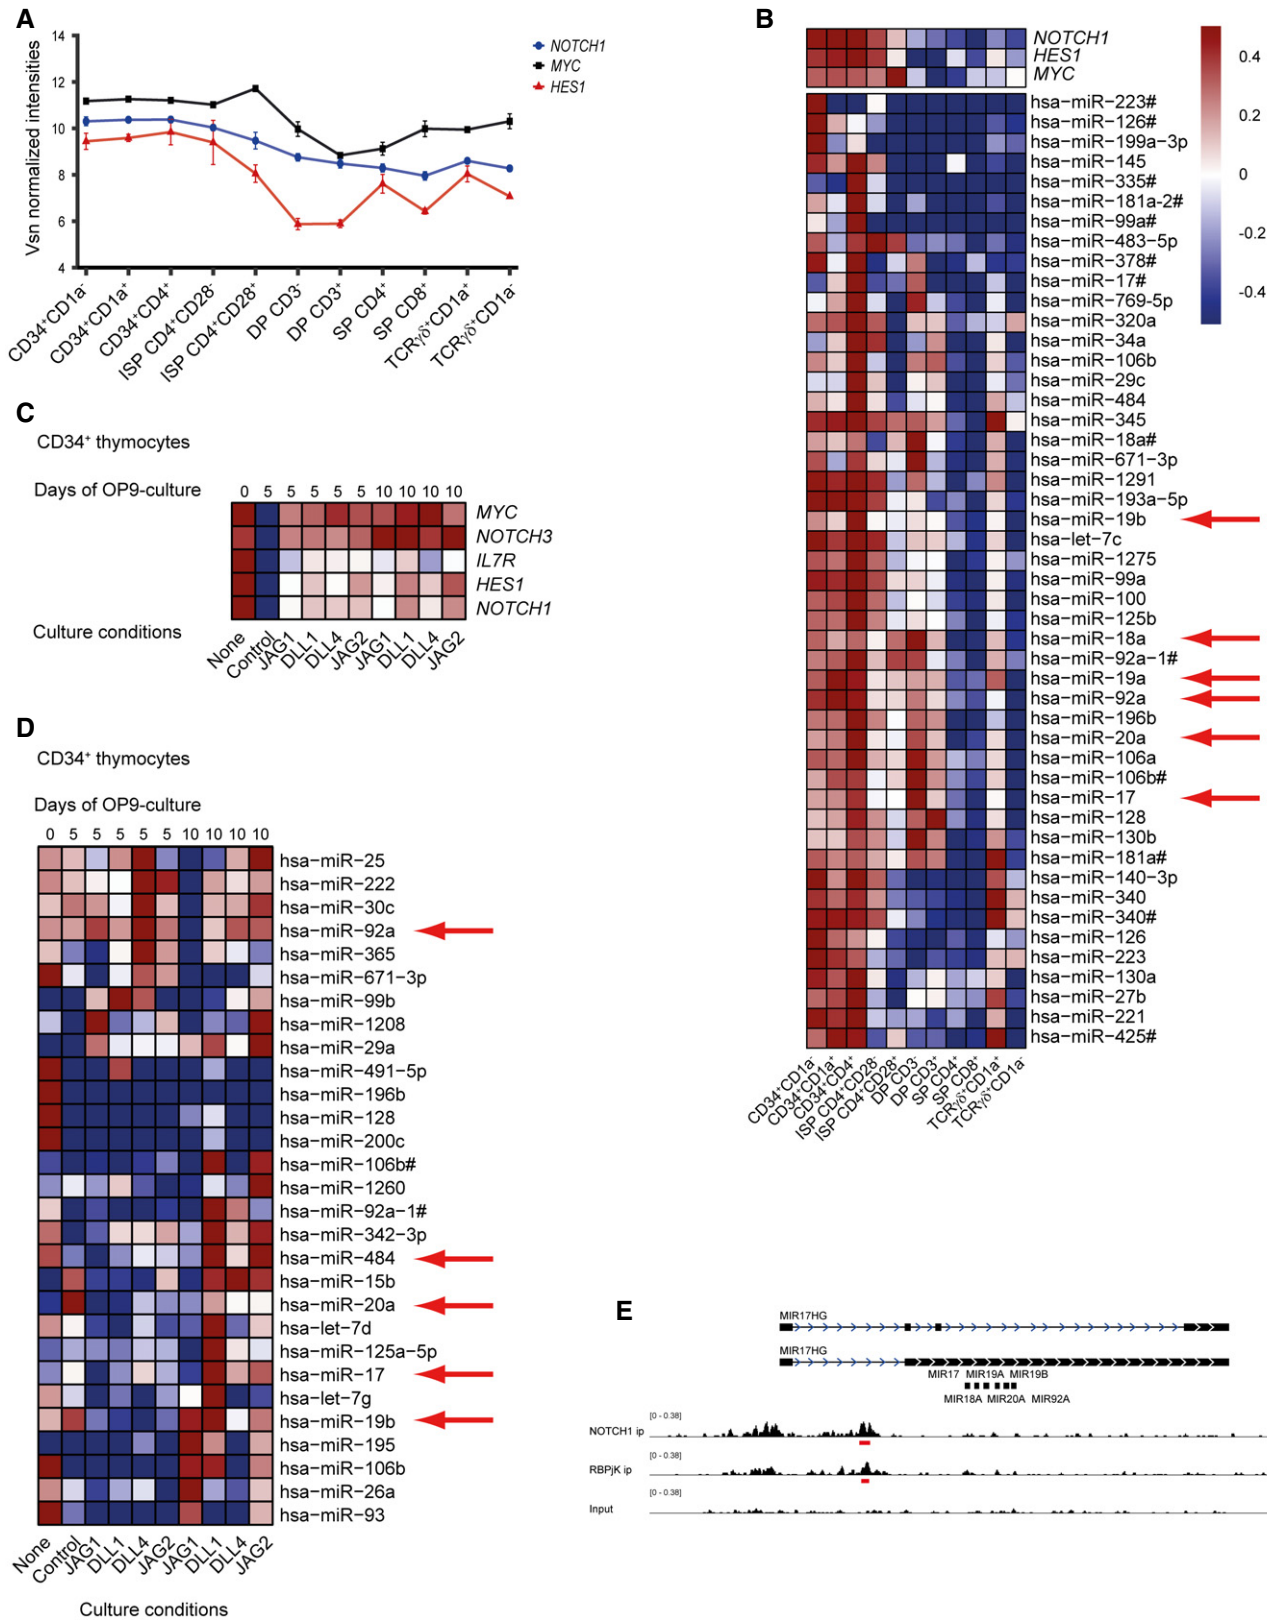 A
Vsn normalized intensities
14
12
10
8
6
4
NOTCH1
MYC
HES1
CD34+CD1a-
CD34+CD1a+
CD34+CD4+
ISP CD4+CD28-
ISP CD4+CD28+
DP CD3-
DP CD3+
SP CD4+
SP CD8+
TCRγδ+CD1a+
TCRγδ+CD1a-
B
NOTCH1
HES1
MYC
0.4
0.2
0
-0.2
-0.4
hsa-miR-223#
hsa-miR-126#
hsa-miR-199a-3p
hsa-miR-145
hsa-miR-335#
hsa-miR-181a-2#
hsa-miR-99a#
hsa-miR-483-5p
hsa-miR-378#
hsa-miR-17#
hsa-miR-769-5p
hsa-miR-320a
hsa-miR-34a
hsa-miR-106b
hsa-miR-29c
hsa-miR-484
hsa-miR-345
hsa-miR-18a#
hsa-miR-671-3p
hsa-miR-1291
hsa-miR-193a-5p
hsa-miR-19b
hsa-let-7c
hsa-miR-1275
hsa-miR-99a
hsa-miR-100
hsa-miR-125b
hsa-miR-18a
hsa-miR-92a-1#
hsa-miR-19a
hsa-miR-92a
hsa-miR-196b
hsa-miR-20a
hsa-miR-106a
hsa-miR-106b#
hsa-miR-17
hsa-miR-128
hsa-miR-130b
hsa-miR-181a#
hsa-miR-140-3p
hsa-miR-340
hsa-miR-340#
hsa-miR-126
hsa-miR-223
hsa-miR-130a
hsa-miR-27b
hsa-miR-221
hsa-miR-425#
CD34+CD1a-
CD34+CD1a+
CD34+CD4+
ISP CD4+CD28-
ISP CD4+CD28+
DP CD3-
DP CD3+
SP CD4+
SP CD8+
TCRγδ+CD1a+
TCRγδ+CD1a-
C
CD34+ thymocytes
Days of OP9-culture
0 5 5 5 5 5 10 10 10 10
MYC
NOTCH3
IL7R
HES1
NOTCH1
Culture conditions
None
Control
JAG1
DLL1
DLL4
JAG2
JAG1
DLL1
DLL4
JAG2
D
CD34+ thymocytes
Days of OP9-culture
0 5 5 5 5 5 10 10 10 10
hsa-miR-25
hsa-miR-222
hsa-miR-30c
hsa-miR-92a
hsa-miR-365
hsa-miR-671-3p
hsa-miR-99b
hsa-miR-1208
hsa-miR-29a
hsa-miR-491-5p
hsa-miR-196b
hsa-miR-128
hsa-miR-200c
hsa-miR-106b#
hsa-miR-1260
hsa-miR-92a-1#
hsa-miR-342-3p
hsa-miR-484
hsa-miR-15b
hsa-miR-20a
hsa-let-7d
hsa-miR-125a-5p
hsa-miR-17
hsa-let-7g
hsa-miR-19b
hsa-miR-195
hsa-miR-106b
hsa-miR-26a
hsa-miR-93
None
Control
JAG1
DLL1
DLL4
JAG2
JAG1
DLL1
DLL4
JAG2
Culture conditions
E
MIR17HG
MIR17HG
MIR17 MIR19A MIR19B
MIR18A MIR20A MIR92A
[0 - 0.38]
NOTCH1 ip
[0 - 0.38]
RBPjK ip
[0 - 0.38]
Input